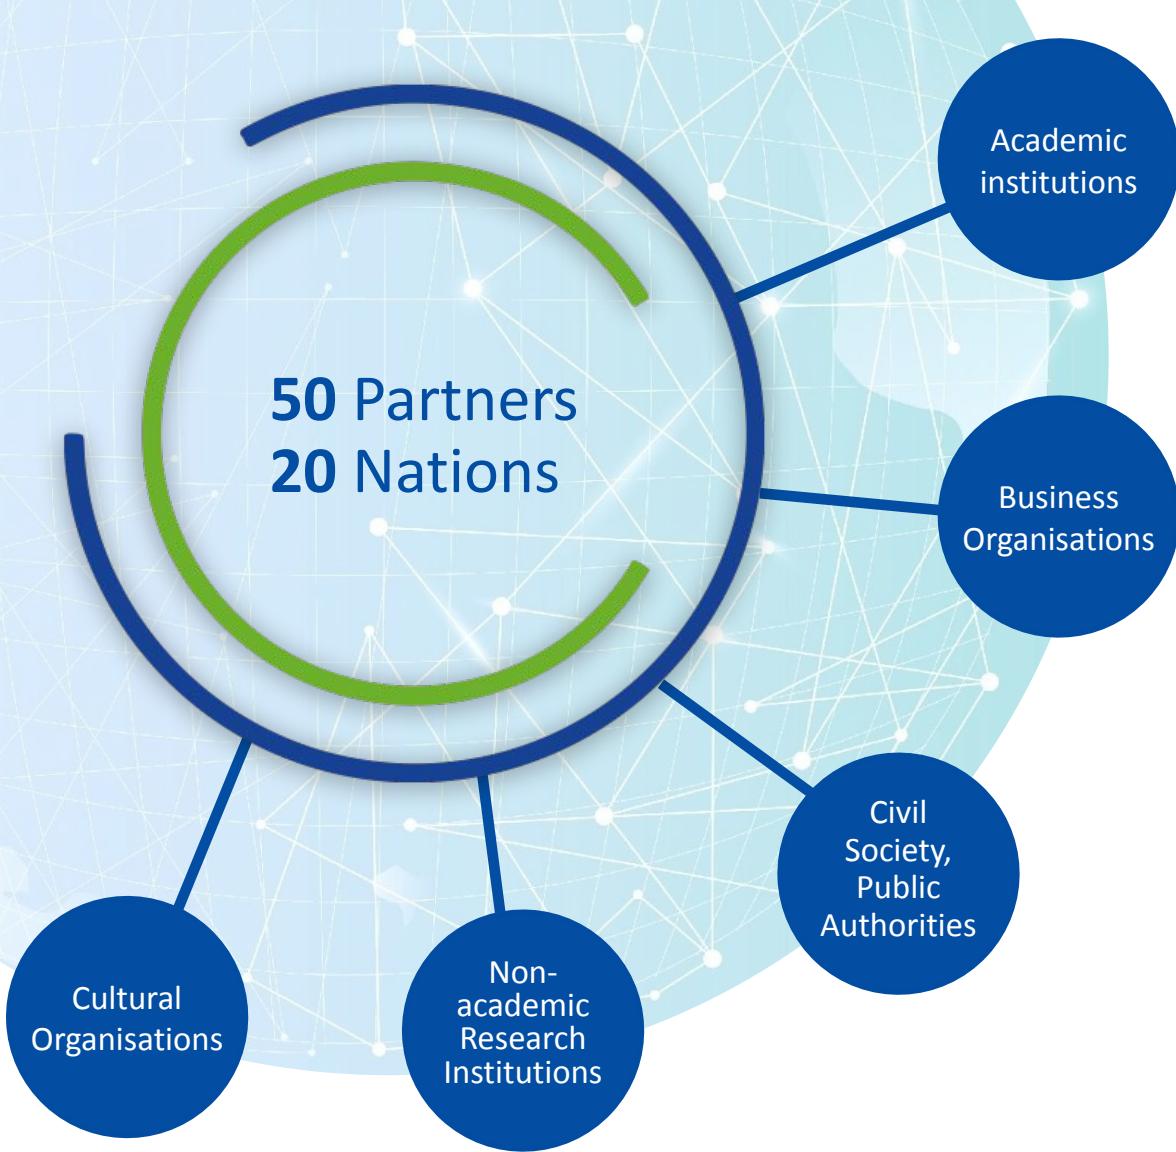 50 Partners
20 Nations
Academic
institutions
Business
Organisations
Civil
Society,
Public
Authorities
Non-
academic
Research
Institutions
Cultural
Organisations